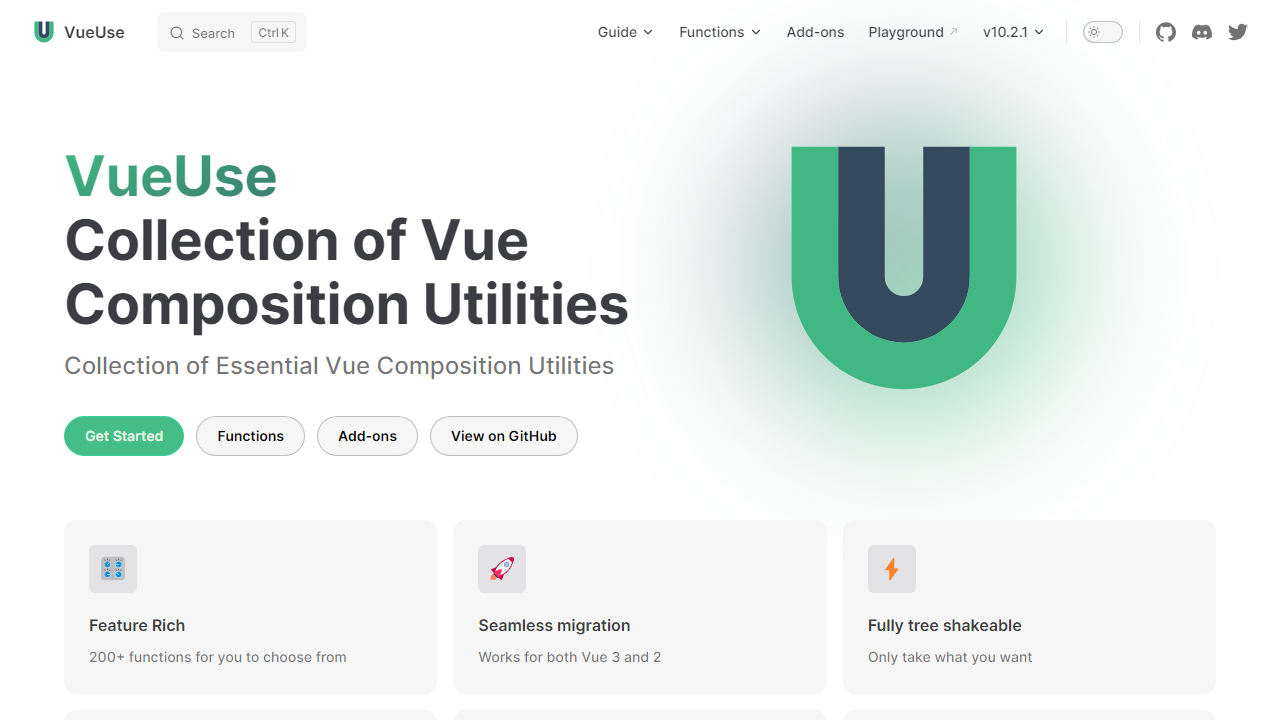 VueUse
Search
Ctrl K
Guide
Functions
Add-ons
Playground
v10.2.1
VueUse
Collection of Vue
Composition Utilities
Collection of Essential Vue Composition Utilities
Get Started
Functions
Add-ons
View on GitHub
Feature Rich
200+ functions for you to choose from
Seamless migration
Works for both Vue 3 and 2
Fully tree shakeable
Only take what you want